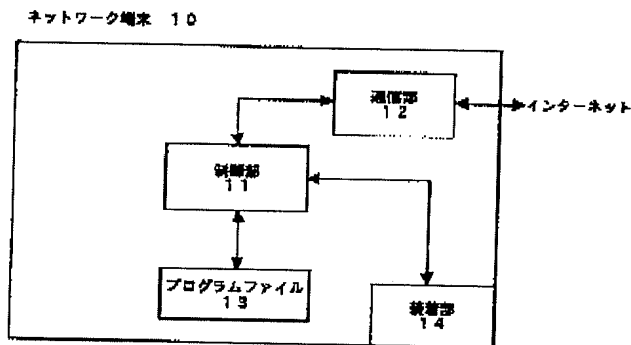 ネットワーク端末 10
通信部
12
インターネット
制御部
11
プログラムファイル
13
装着部
14